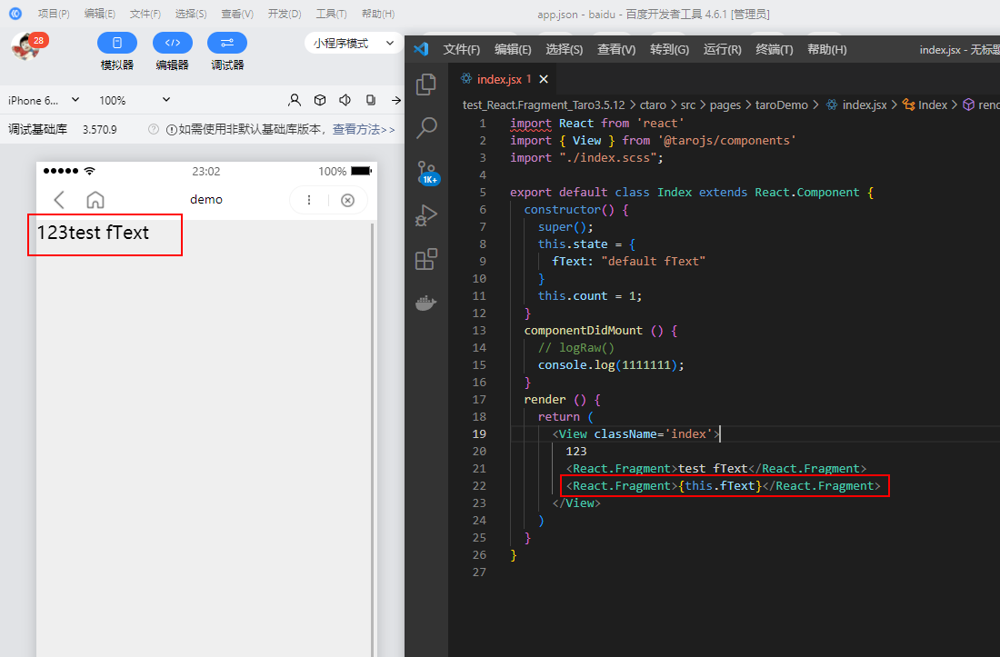 项目(P) 编辑(E) 文件(F) 选择(S) 查看(V) 开发(D) 工具(T) 帮助(H) app.json - baidu - 百度开发者工具 4.6.1 [管理员]
28
模拟器 编辑器 调试器 小程序模式
iPhone 6... 100%
调试基础库 3.570.9 如需使用非默认基础库版本，查看方法>>
23:02 100%
demo
123test fText
文件(F) 编辑(E) 选择(S) 查看(V) 转到(G) 运行(R) 终端(T) 帮助(H) index.jsx - 无标题
index.jsx 1
test_React.Fragment_Taro3.5.12 > ctaro > src > pages > taroDemo > index.jsx > Index > rend
1K+
1 import React from 'react'
2 import { View } from '@tarojs/components'
3 import "./index.scss";
4
5 export default class Index extends React.Component {
6 constructor() {
7 super();
8 this.state = {
9 fText: "default fText"
10 }
11 this.count = 1;
12 }
13 componentDidMount () {
14 // logRaw()
15 console.log(1111111);
16 }
17 render () {
18 return (
19 <View className='index'>
20 123
21 <React.Fragment>test fText</React.Fragment>
22 <React.Fragment>{this.fText}</React.Fragment>
23 </View>
24 )
25 }
26 }
27